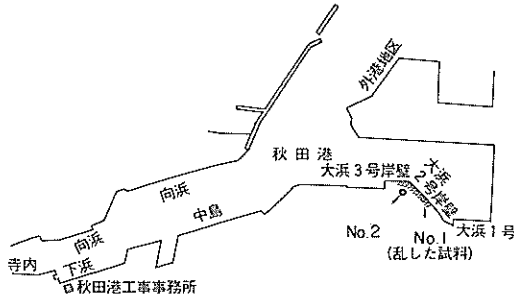 外港地区
秋田港
大浜3号岸壁
大浜
2号岸壁
向浜
中島
No.2
No.1
(乱した試料)
大浜1号
向浜
寺内
下浜
秋田港工事事務所